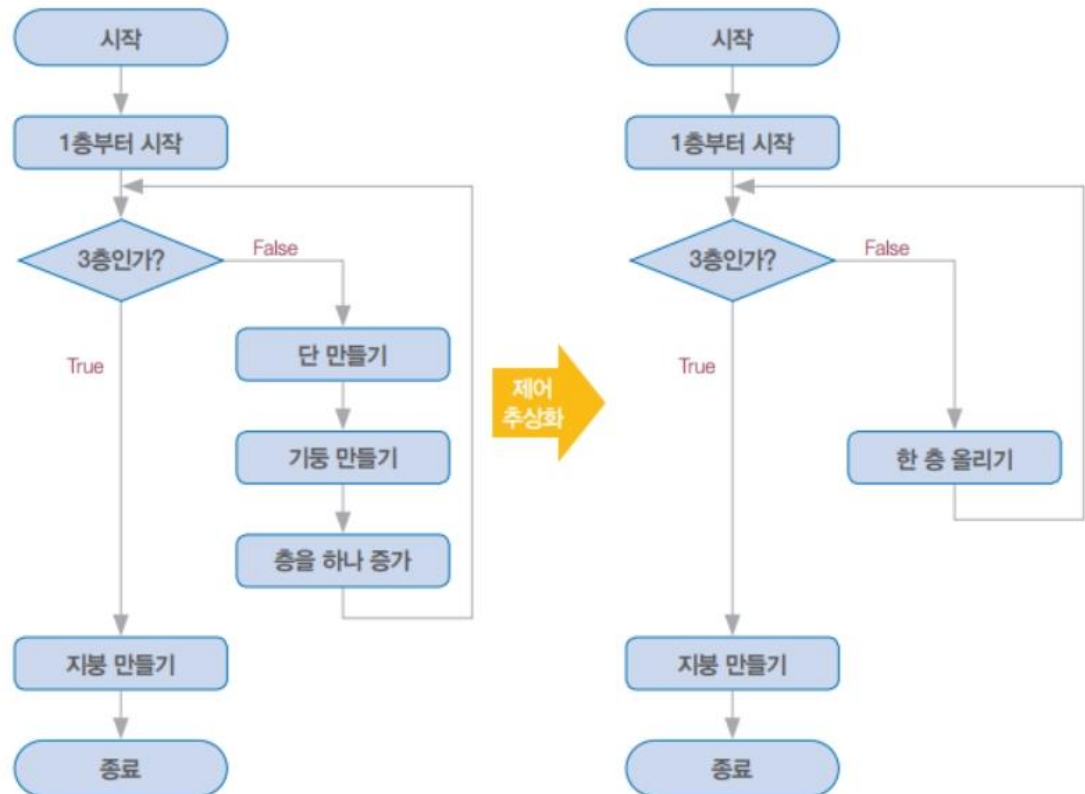 시작
1층부터 시작
3층인가?
False
True
단 만들기
기둥 만들기
층을 하나 증가
지붕 만들기
종료
제어
추상화
시작
1층부터 시작
3층인가?
False
True
한 층 올리기
지붕 만들기
종료